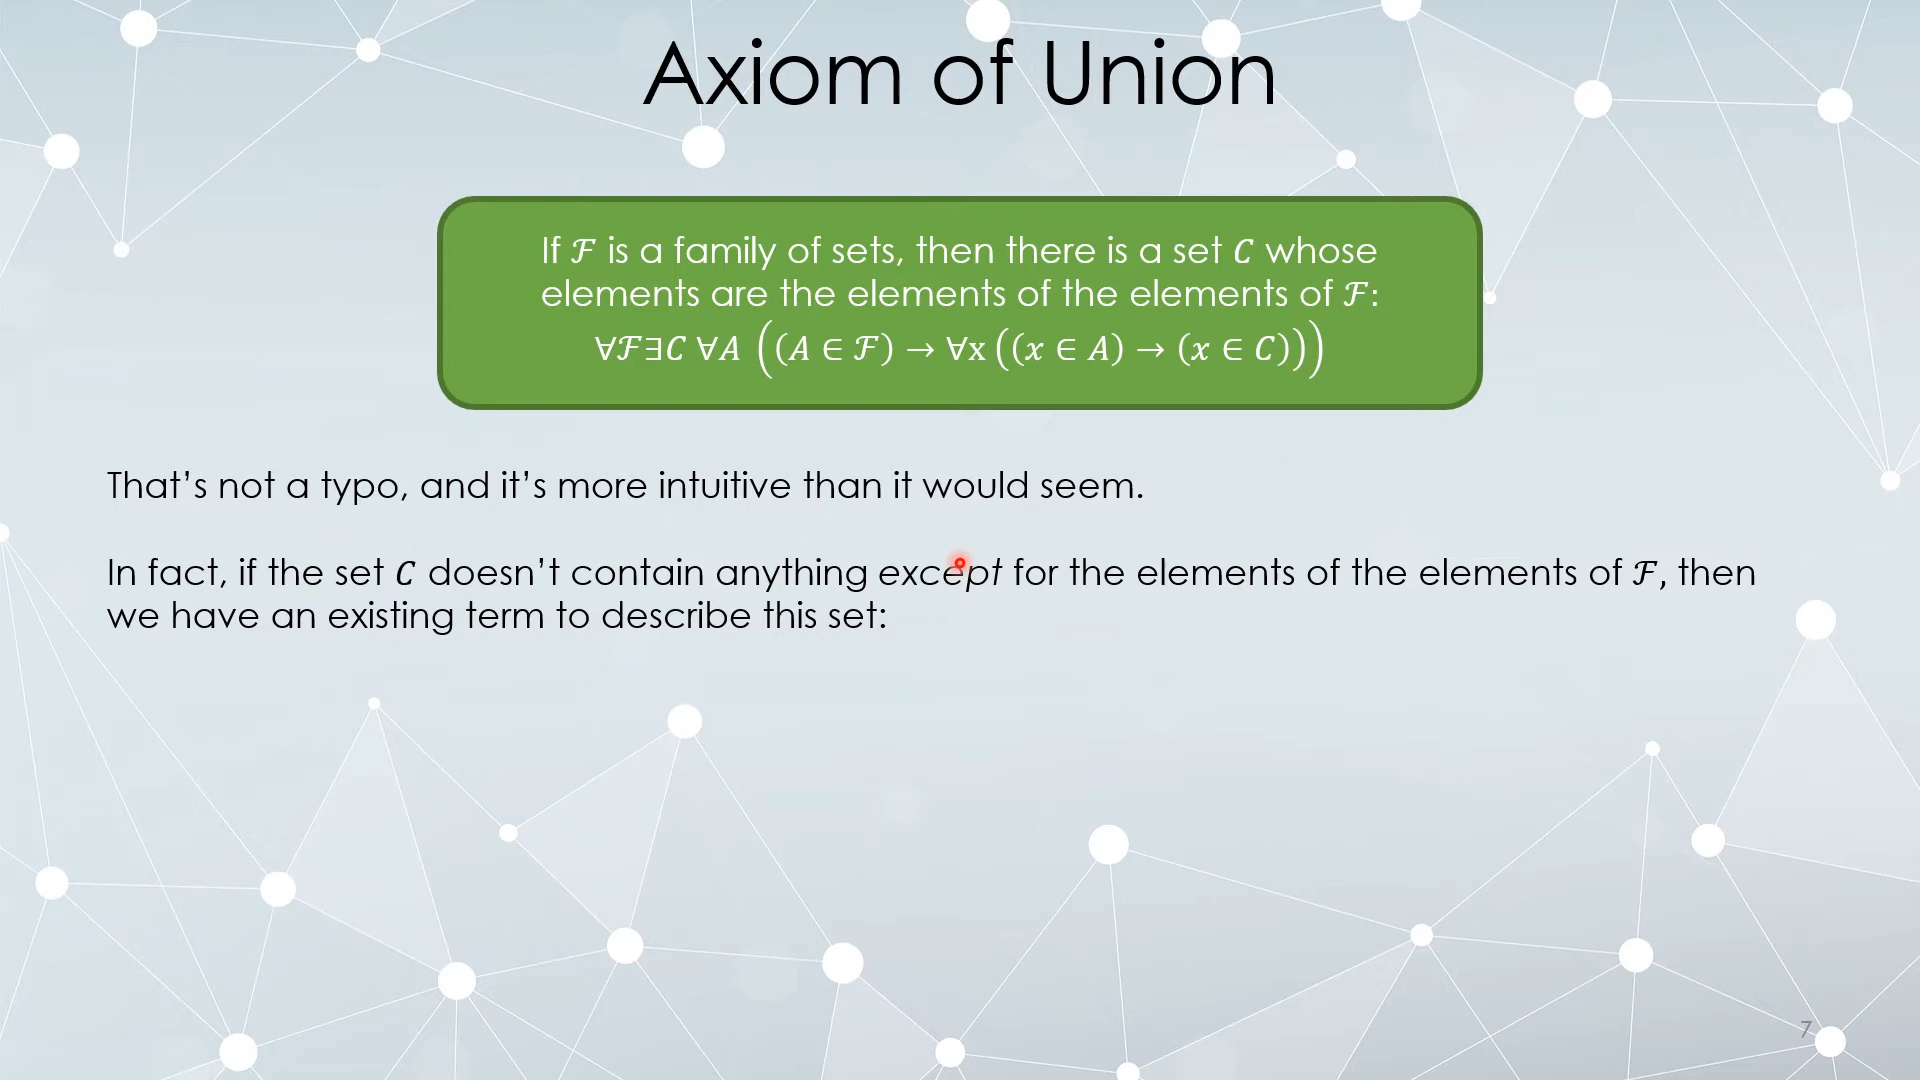 Axiom of Union
If ℱ is a family of sets, then there is a set 𝐶 whose
elements are the elements of the elements of ℱ:
∀ℱ∃𝐶 ∀𝐴 ((𝐴 ∈ ℱ) → ∀x ((𝑥 ∈ 𝐴) → (𝑥 ∈ 𝐶)))
That’s not a typo, and it’s more intuitive than it would seem.
In fact, if the set 𝑪 doesn’t contain anything except for the elements of the elements of ℱ, then
we have an existing term to describe this set:
7